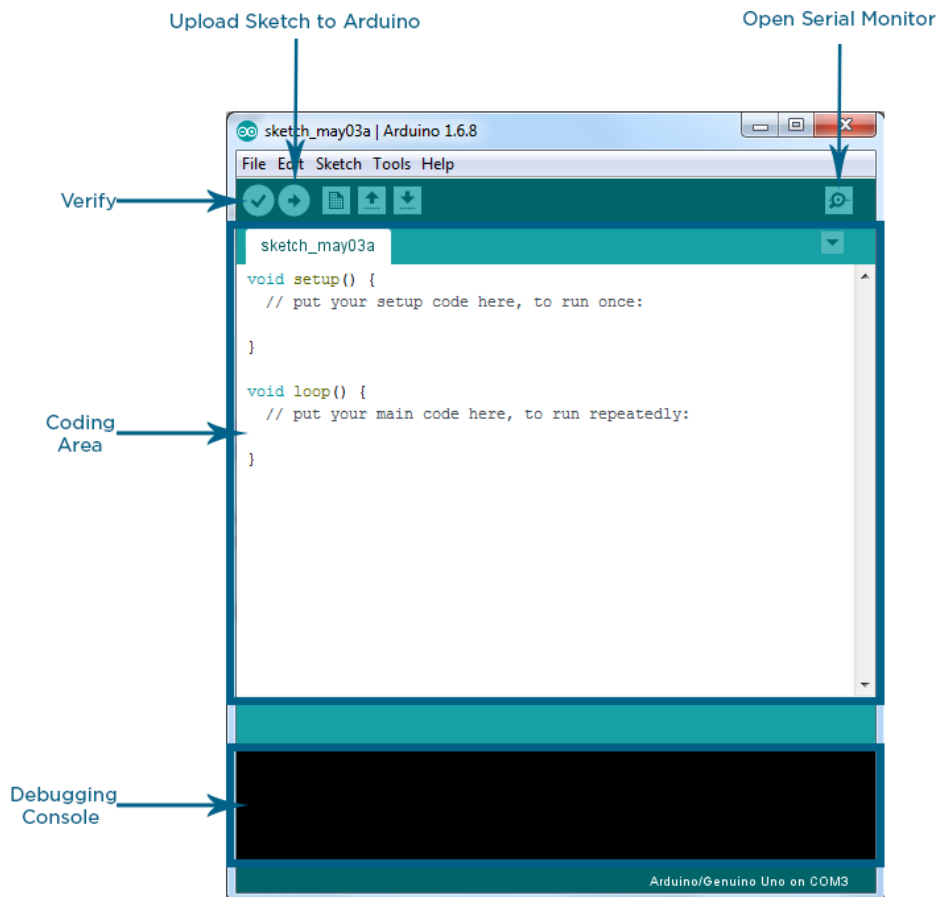 Upload Sketch to Arduino
Open Serial Monitor
sketch_may03a | Arduino 1.6.8
File Edit Sketch Tools Help
Verify
sketch_may03a
void setup() {
  // put your setup code here, to run once:
}
void loop() {
  // put your main code here, to run repeatedly:
}
Coding
Area
Debugging
Console
Arduino/Genuino Uno on COM3